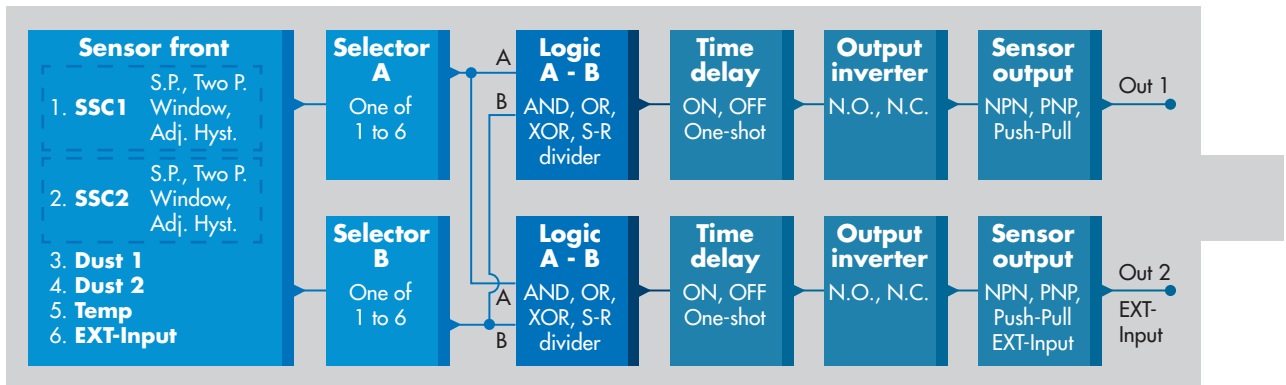 Sensor front
1. SSC1
S.P., Two P.
Window,
Adj. Hyst.
2. SSC2
S.P., Two P.
Window,
Adj. Hyst.
3. Dust 1
4. Dust 2
5. Temp
6. EXT-Input
Selector
A
One of
1 to 6
A
B
Logic
A - B
AND, OR,
XOR, S-R
divider
Time
delay
ON, OFF
One-shot
Output
inverter
N.O., N.C.
Sensor
output
NPN, PNP,
Push-Pull
Out 1
Selector
B
One of
1 to 6
A
B
Logic
A - B
AND, OR,
XOR, S-R
divider
Time
delay
ON, OFF
One-shot
Output
inverter
N.O., N.C.
Sensor
output
NPN, PNP,
Push-Pull
EXT-Input
Out 2
EXT-
Input